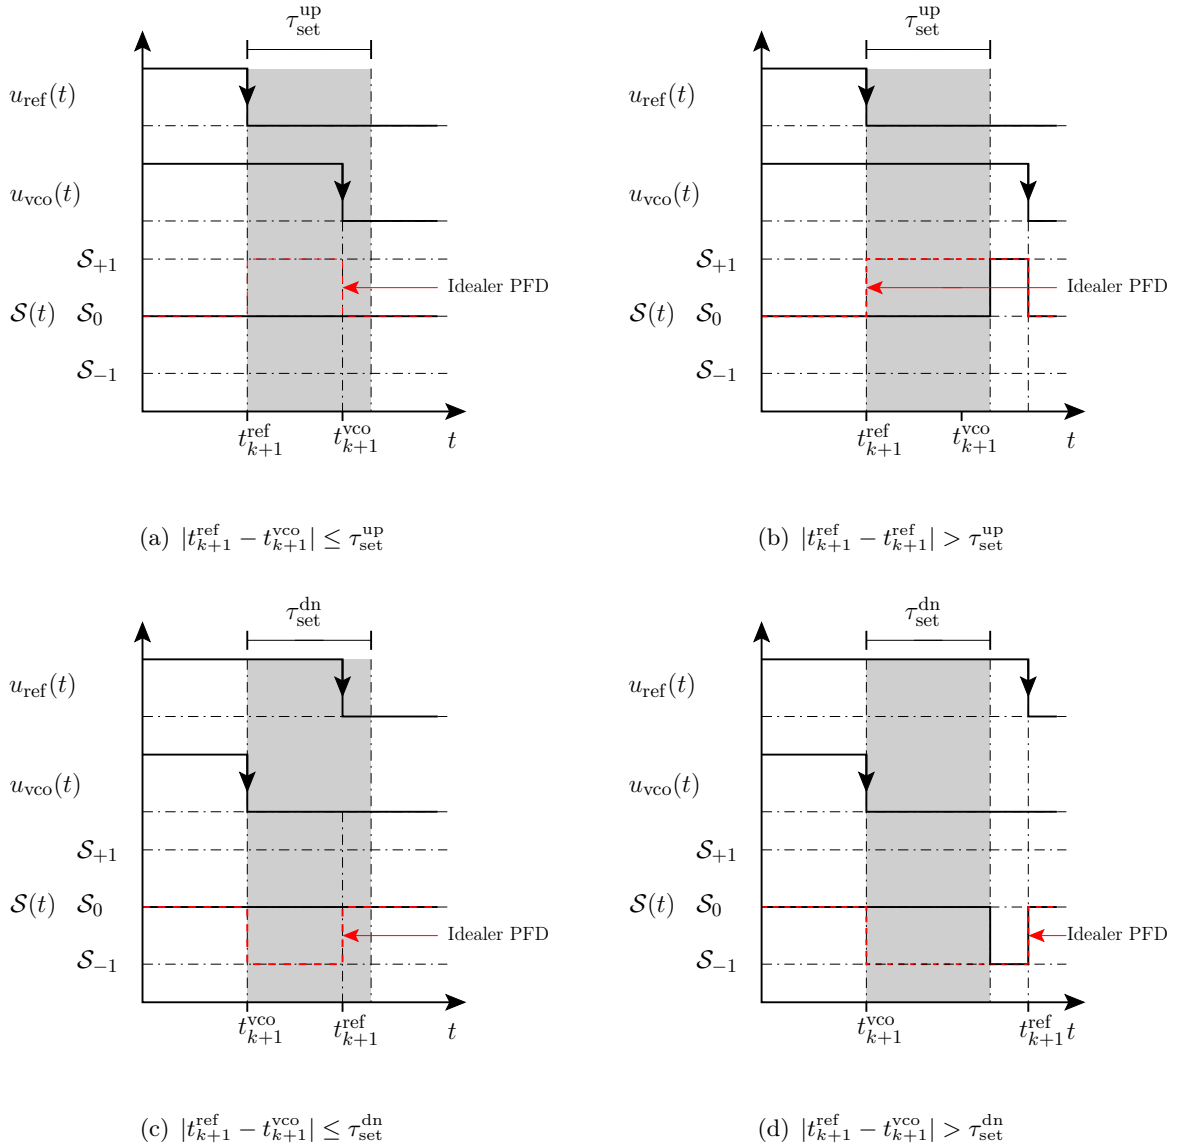 τ_set^up
u_ref(t)
u_vco(t)
S_{+1}
Idealer PFD
S(t) S_0
S_{−1}
t_{k+1}^ref t_{k+1}^vco t
(a) |t_{k+1}^ref − t_{k+1}^vco| ≤ τ_set^up
τ_set^up
u_ref(t)
u_vco(t)
S_{+1}
Idealer PFD
S(t) S_0
S_{−1}
t_{k+1}^ref t_{k+1}^vco t
(b) |t_{k+1}^ref − t_{k+1}^ref| > τ_set^up
τ_set^dn
u_ref(t)
u_vco(t)
S_{+1}
S(t) S_0
Idealer PFD
S_{−1}
t_{k+1}^vco t_{k+1}^ref t
(c) |t_{k+1}^ref − t_{k+1}^vco| ≤ τ_set^dn
τ_set^dn
u_ref(t)
u_vco(t)
S_{+1}
S(t) S_0
Idealer PFD
S_{−1}
t_{k+1}^vco t_{k+1}^ref t
(d) |t_{k+1}^ref − t_{k+1}^vco| > τ_set^dn